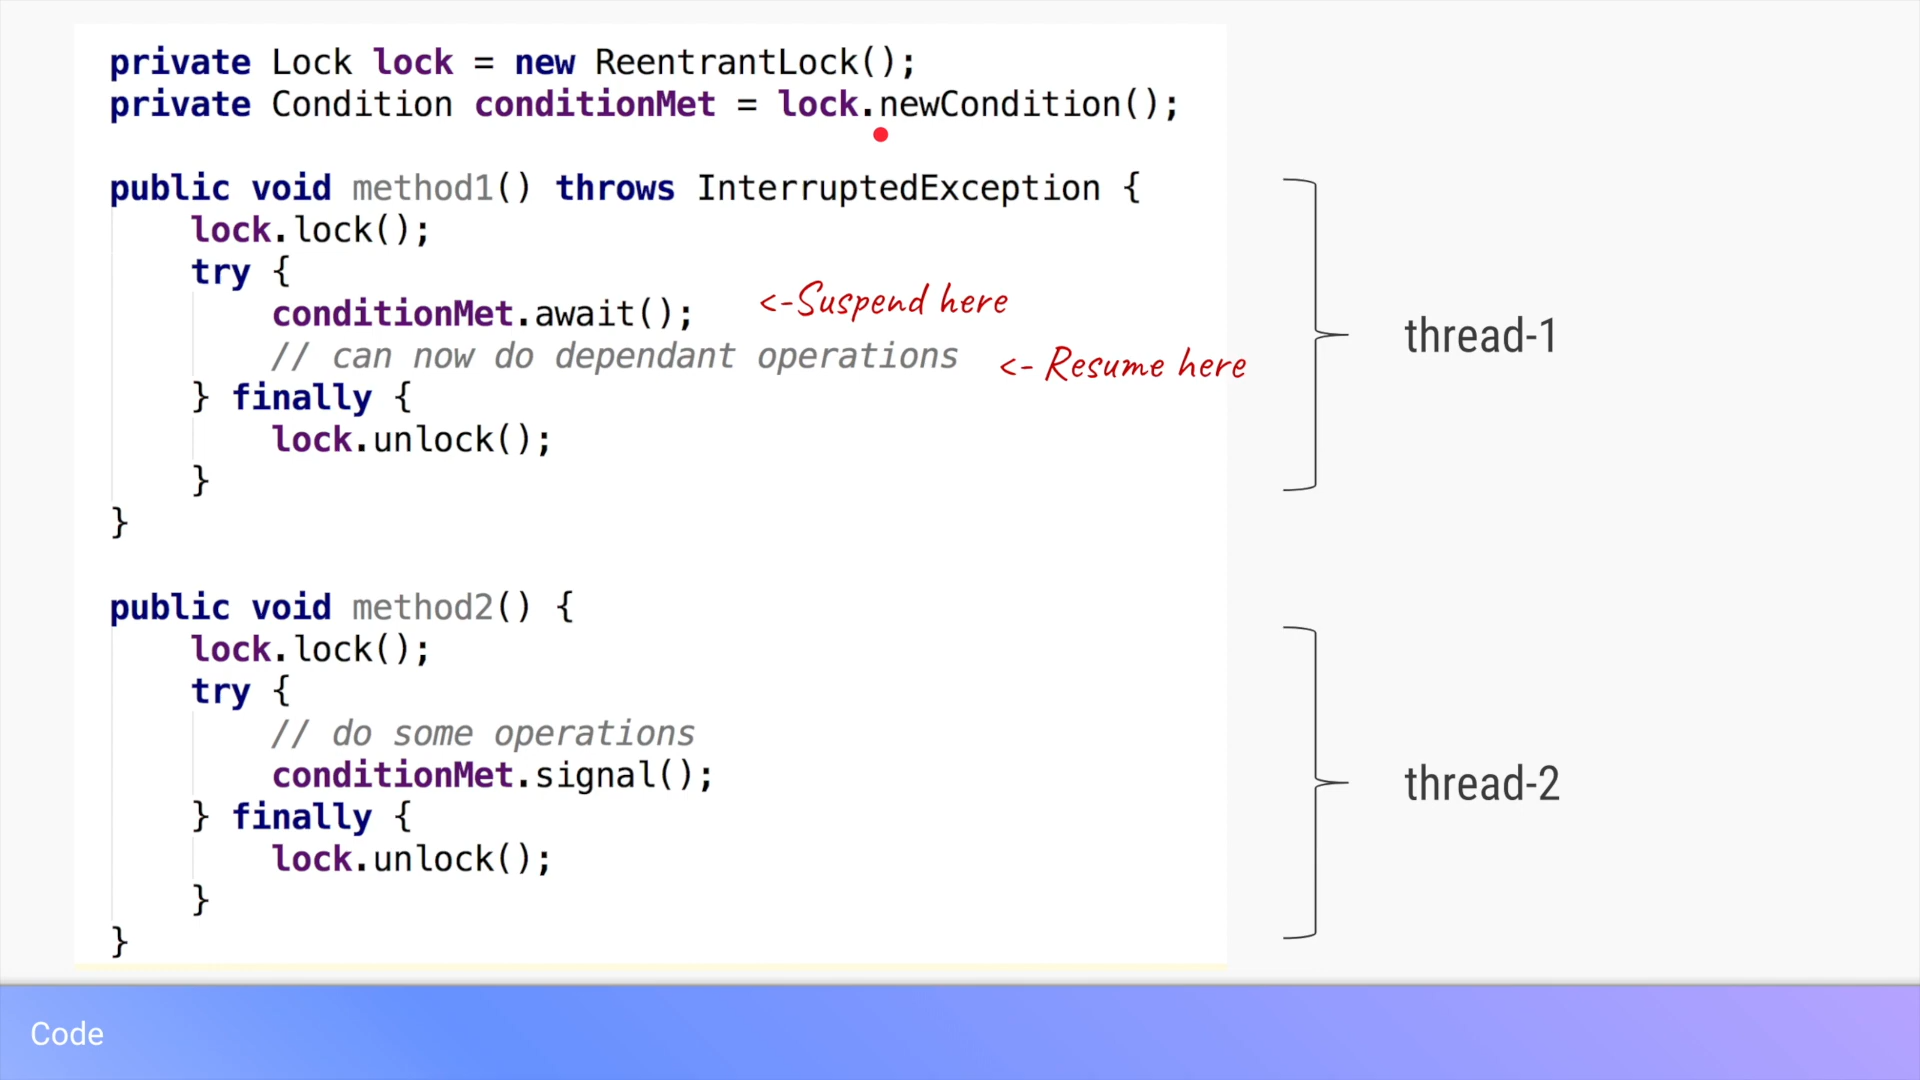 private Lock lock = new ReentrantLock();
private Condition conditionMet = lock.newCondition();
public void method1() throws InterruptedException {
lock.lock();
try {
conditionMet.await(); <-Suspend here
// can now do dependant operations <- Resume here
} finally {
lock.unlock();
}
}
thread-1
public void method2() {
lock.lock();
try {
// do some operations
conditionMet.signal();
} finally {
lock.unlock();
}
}
thread-2
Code